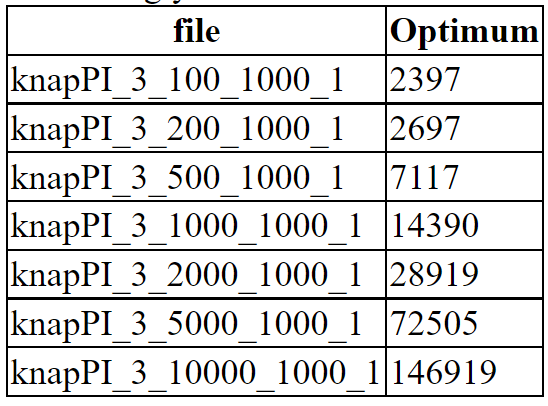 file Optimum
knapPI_3_100_1000_1 2397
knapPI_3_200_1000_1 2697
knapPI_3_500_1000_1 7117
knapPI_3_1000_1000_1 14390
knapPI_3_2000_1000_1 28919
knapPI_3_5000_1000_1 72505
knapPI_3_10000_1000_1 146919